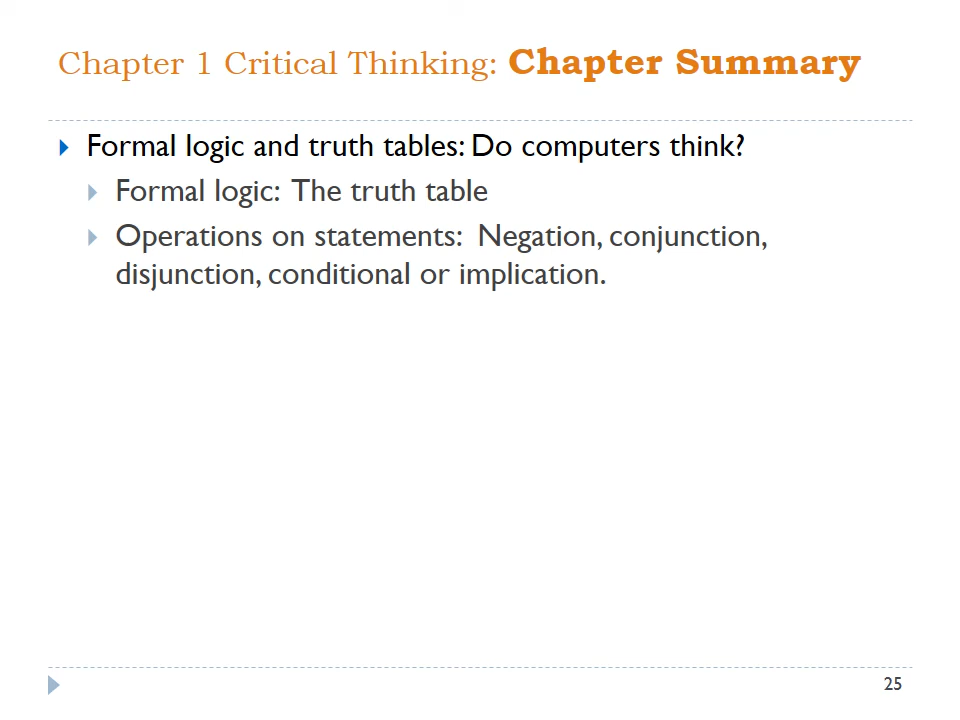 Chapter 1 Critical Thinking: Chapter Summary
Formal logic and truth tables: Do computers think?
Formal logic: The truth table
Operations on statements: Negation, conjunction,
disjunction, conditional or implication.
25